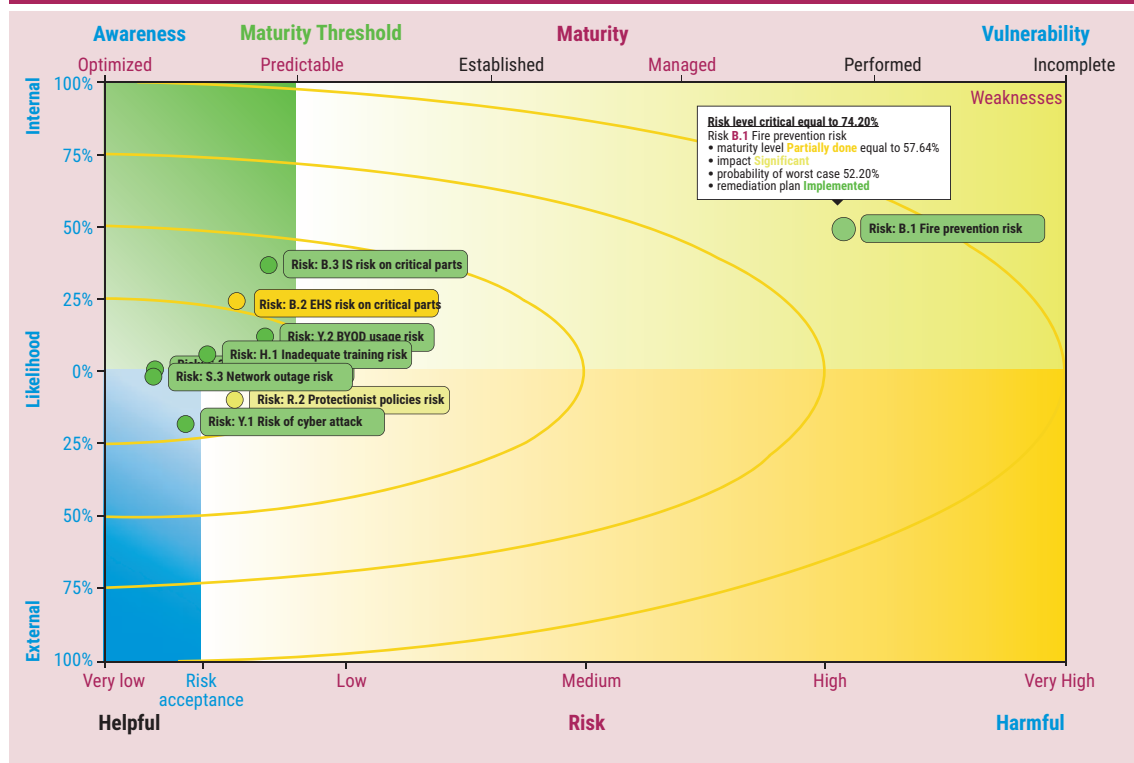 Awareness Maturity Threshold Maturity Vulnerability
Optimized Predictable Established Managed Performed Incomplete
Internal
Likelihood
External
100%
75%
50%
25%
0%
25%
50%
75%
100%
Weaknesses
Risk level critical equal to 74.20%
Risk B.1 Fire prevention risk
• maturity level Partially done equal to 57.64%
• impact Significant
• probability of worst case 52.20%
• remediation plan Implemented
Risk: B.1 Fire prevention risk
Risk: B.3 IS risk on critical parts
Risk: B.2 EHS risk on critical parts
Risk: Y.2 BYOD usage risk
Risk: H.1 Inadequate training risk
Risk: S.3 Network outage risk
Risk: R.2 Protectionist policies risk
Risk: Y.1 Risk of cyber attack
Very low Risk Low Medium High Very High
acceptance
Helpful Risk Harmful